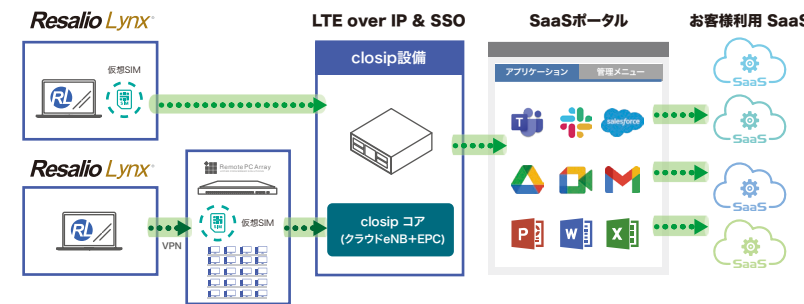 Resalio Lynx
LTE over IP & SSO
SaaSポータル
お客様利用 SaaS
仮想SIM
RL
closip設備
アプリケーション
管理メニュー
T
salesforce
SaaS
SaaS
Resalio Lynx
RemotePC Array
RL
仮想SIM
VPN
closip コア
(クラウドeNB+EPC)
P
W
X
SaaS
SaaS